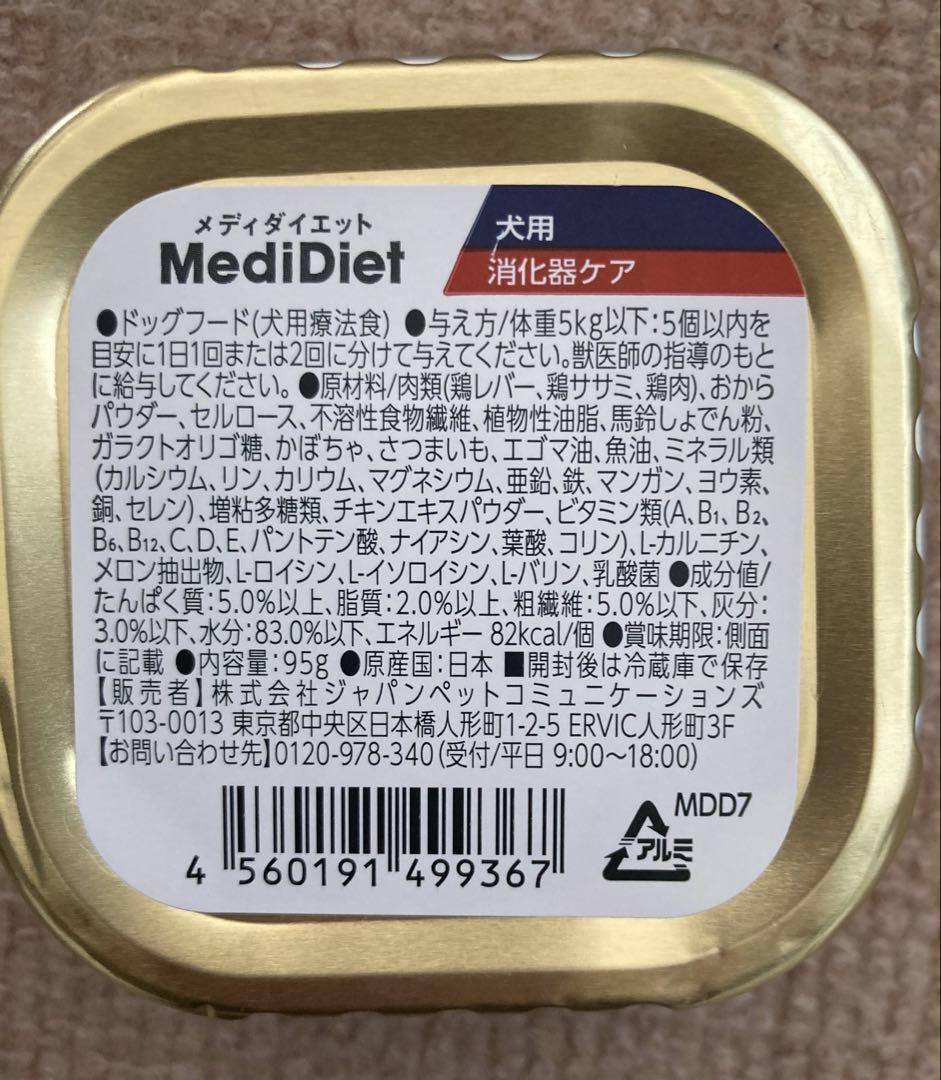 メディダイエット
MediDiet
犬用
消化器ケア
●ドッグフード(犬用療法食) ●与え方/体重5kg以下:5個以内を
目安に1日1回または2回に分けて与えてください。獣医師の指導のもと
に給与してください。●原材料/肉類(鶏レバー、鶏ササミ、鶏肉)、おから
パウダー、セルロース、不溶性食物繊維、植物性油脂、馬鈴しょでん粉、
ガラクトオリゴ糖、かぼちゃ、さつまいも、エゴマ油、魚油、ミネラル類
(カルシウム、リン、カリウム、マグネシウム、亜鉛、鉄、マンガン、ヨウ素、
銅、セレン)、増粘多糖類、チキンエキスパウダー、ビタミン類(A、B₁、B₂、
B₆、B₁₂、C、D、E、パントテン酸、ナイアシン、葉酸、コリン)、L-カルニチン、
メロン抽出物、L-ロイシン、L-イソロイシン、L-バリン、乳酸菌 ●成分値/
たんぱく質:5.0%以上、脂質:2.0%以上、粗繊維:5.0%以下、灰分:
3.0%以下、水分:83.0%以下、エネルギー 82kcal/個 ●賞味期限:側面
に記載 ●内容量:95g ●原産国:日本 ■開封後は冷蔵庫で保存
【販売者】株式会社ジャパンペットコミュニケーションズ
〒103-0013 東京都中央区日本橋人形町1-2-5 ERVIC人形町3F
【お問い合わせ先】0120-978-340(受付/平日 9:00～18:00)
MDD7
アルミ
4 560191 499367